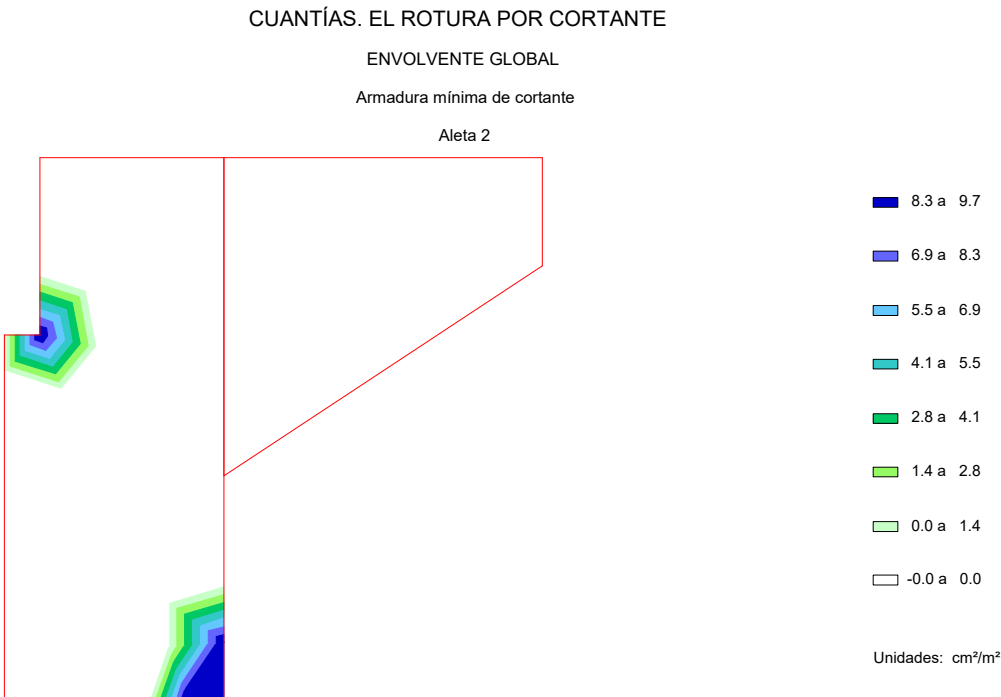 CUANTÍAS. EL ROTURA POR CORTANTE
ENVOLVENTE GLOBAL
Armadura mínima de cortante
Aleta 2
8.3 a 9.7
6.9 a 8.3
5.5 a 6.9
4.1 a 5.5
2.8 a 4.1
1.4 a 2.8
0.0 a 1.4
-0.0 a 0.0
Unidades: cm²/m²